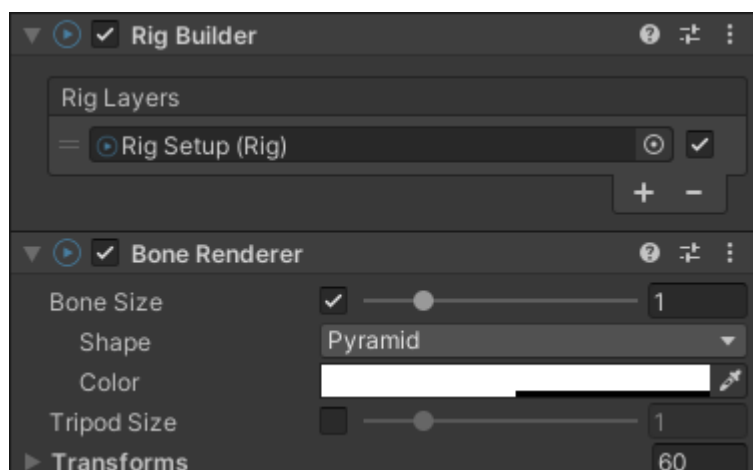 Rig Builder
Rig Layers
Rig Setup (Rig)
Bone Renderer
Bone Size 1
Shape Pyramid
Color
Tripod Size 1
Transforms 60